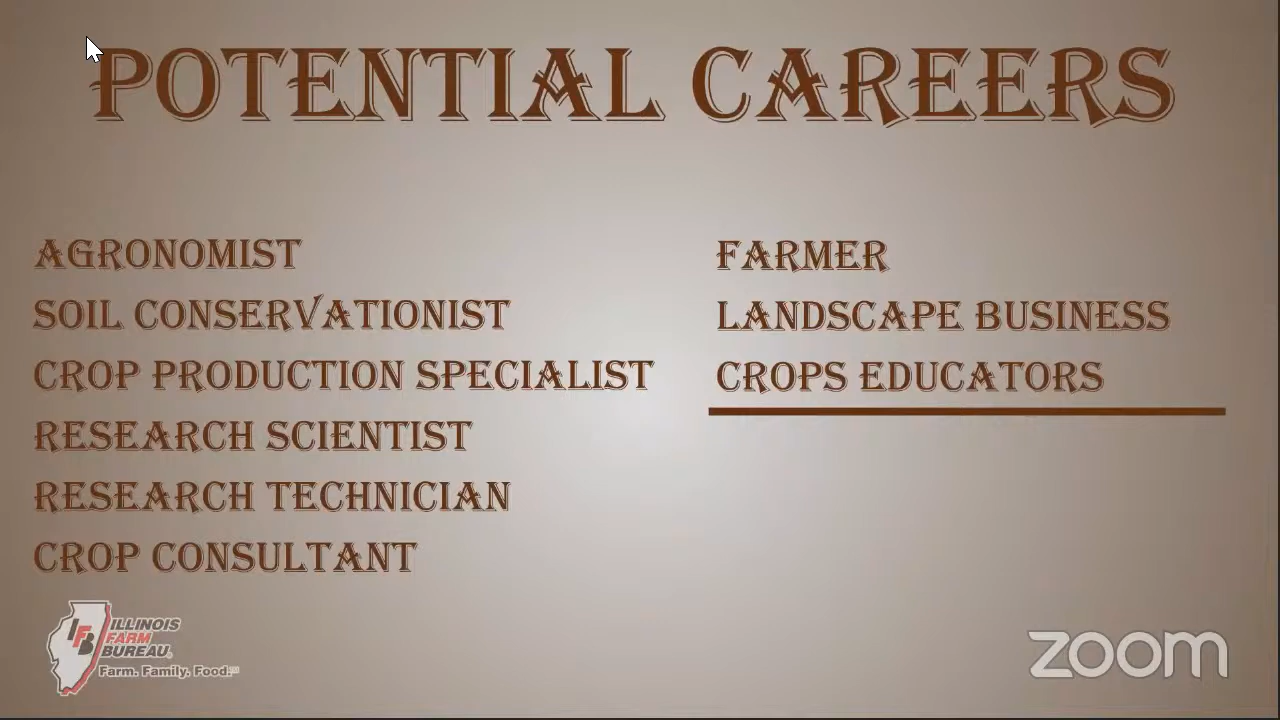 POTENTIAL CAREERS
AGRONOMIST
SOIL CONSERVATIONIST
CROP PRODUCTION SPECIALIST
RESEARCH SCIENTIST
RESEARCH TECHNICIAN
CROP CONSULTANT
FARMER
LANDSCAPE BUSINESS
CROPS EDUCATORS
IFB
ILLINOIS
FARM
BUREAU®
Farm. Family. Food.
zoom